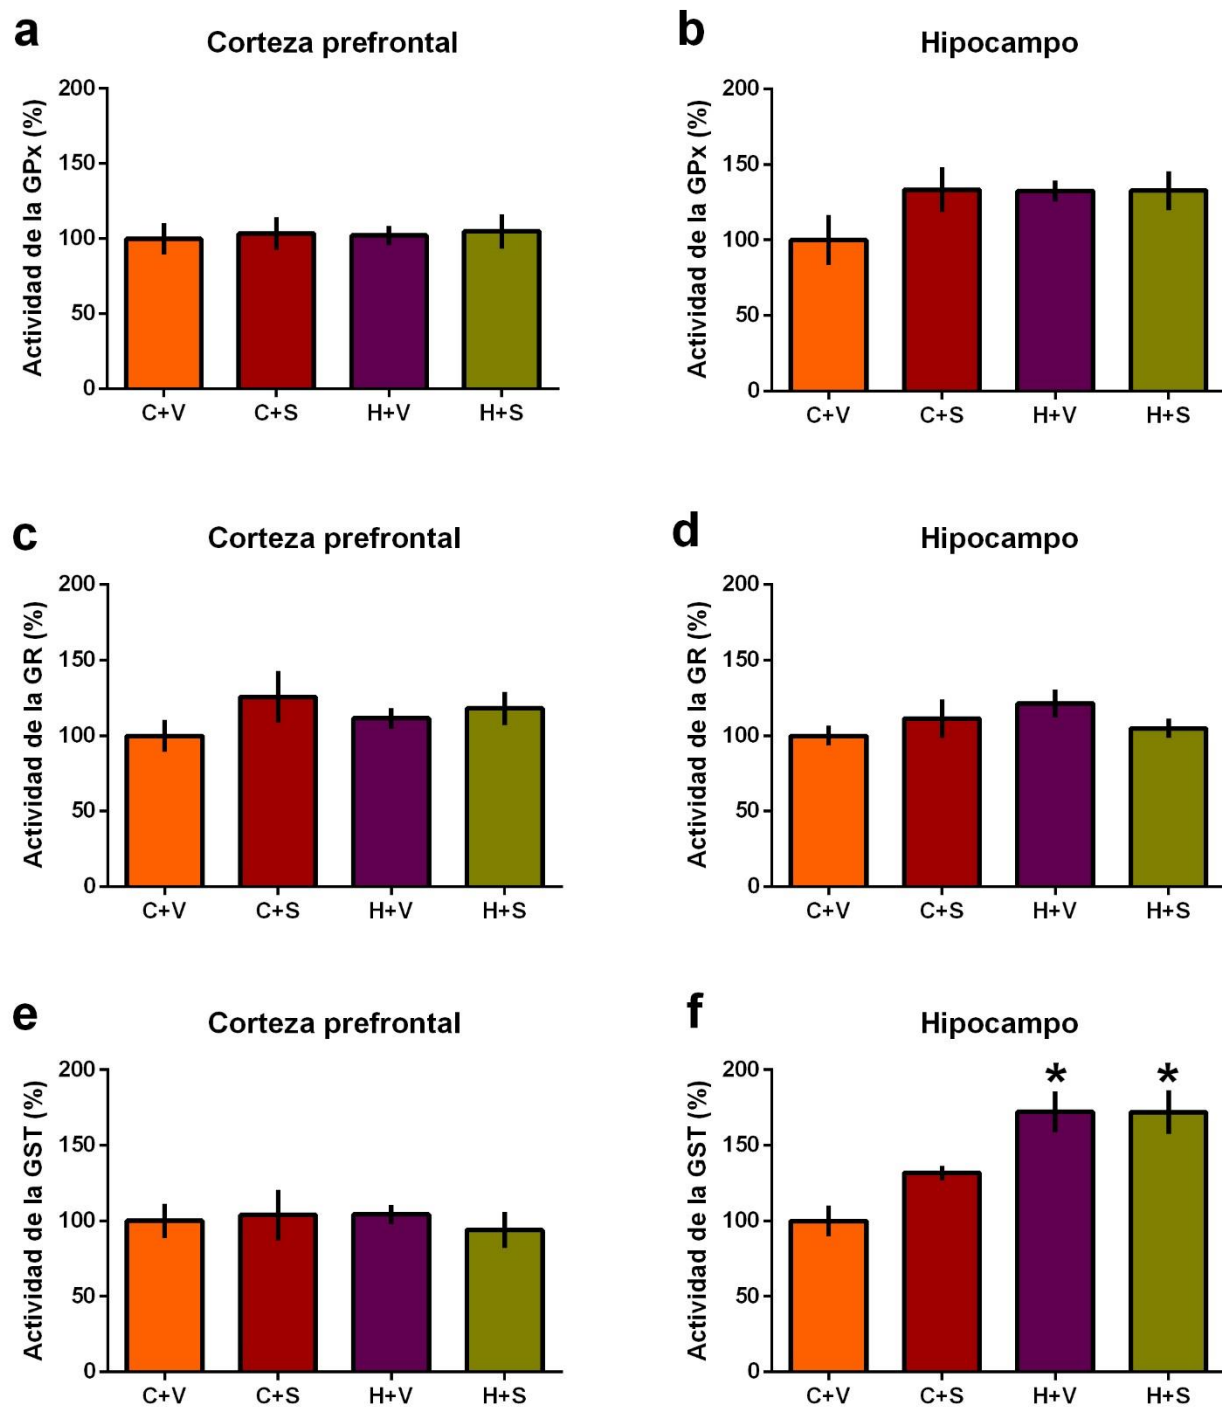 a
Corteza prefrontal
Actividad de la GPx (%)
200
150
100
50
0
C+V C+S H+V H+S
b
Hipocampo
Actividad de la GPx (%)
200
150
100
50
0
C+V C+S H+V H+S
c
Corteza prefrontal
Actividad de la GR (%)
200
150
100
50
0
C+V C+S H+V H+S
d
Hipocampo
Actividad de la GR (%)
200
150
100
50
0
C+V C+S H+V H+S
e
Corteza prefrontal
Actividad de la GST (%)
200
150
100
50
0
C+V C+S H+V H+S
f
Hipocampo
Actividad de la GST (%)
200
150
100
50
0
* *
C+V C+S H+V H+S